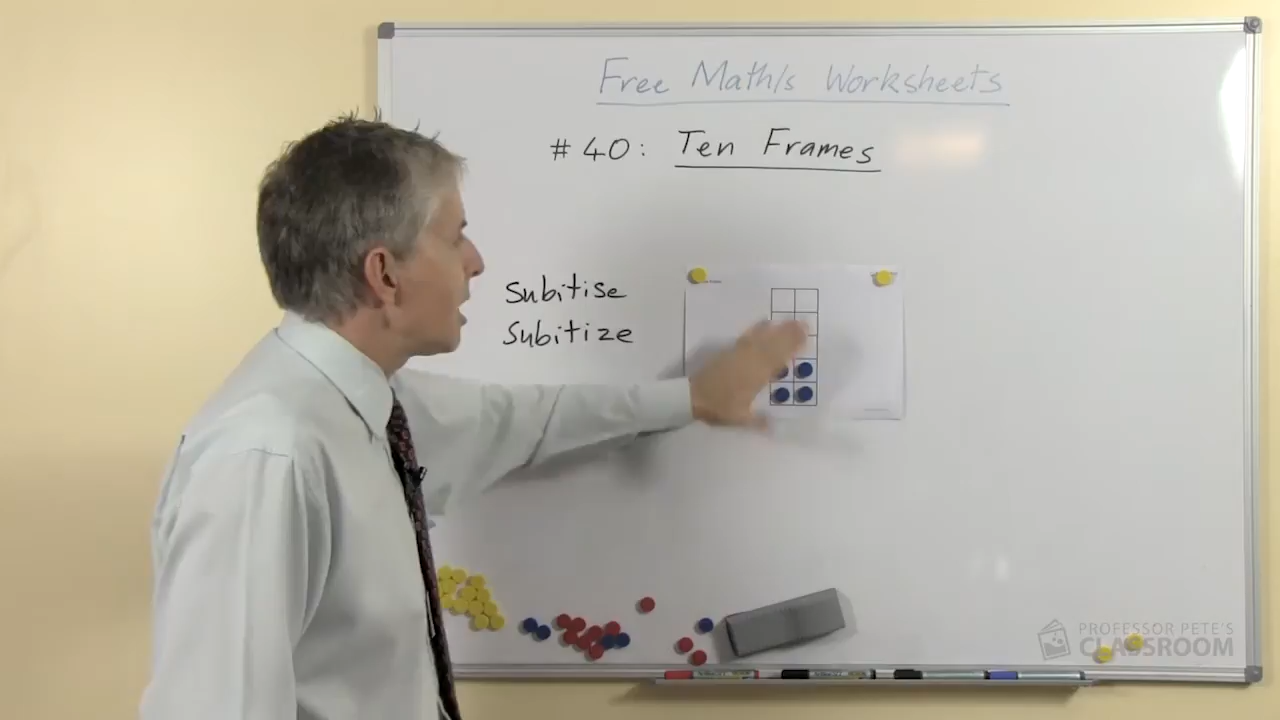 Free Math/s Worksheets
# 40: Ten Frames
Subitise
Subitize
PROFESSOR PETE'S
CLASSROOM